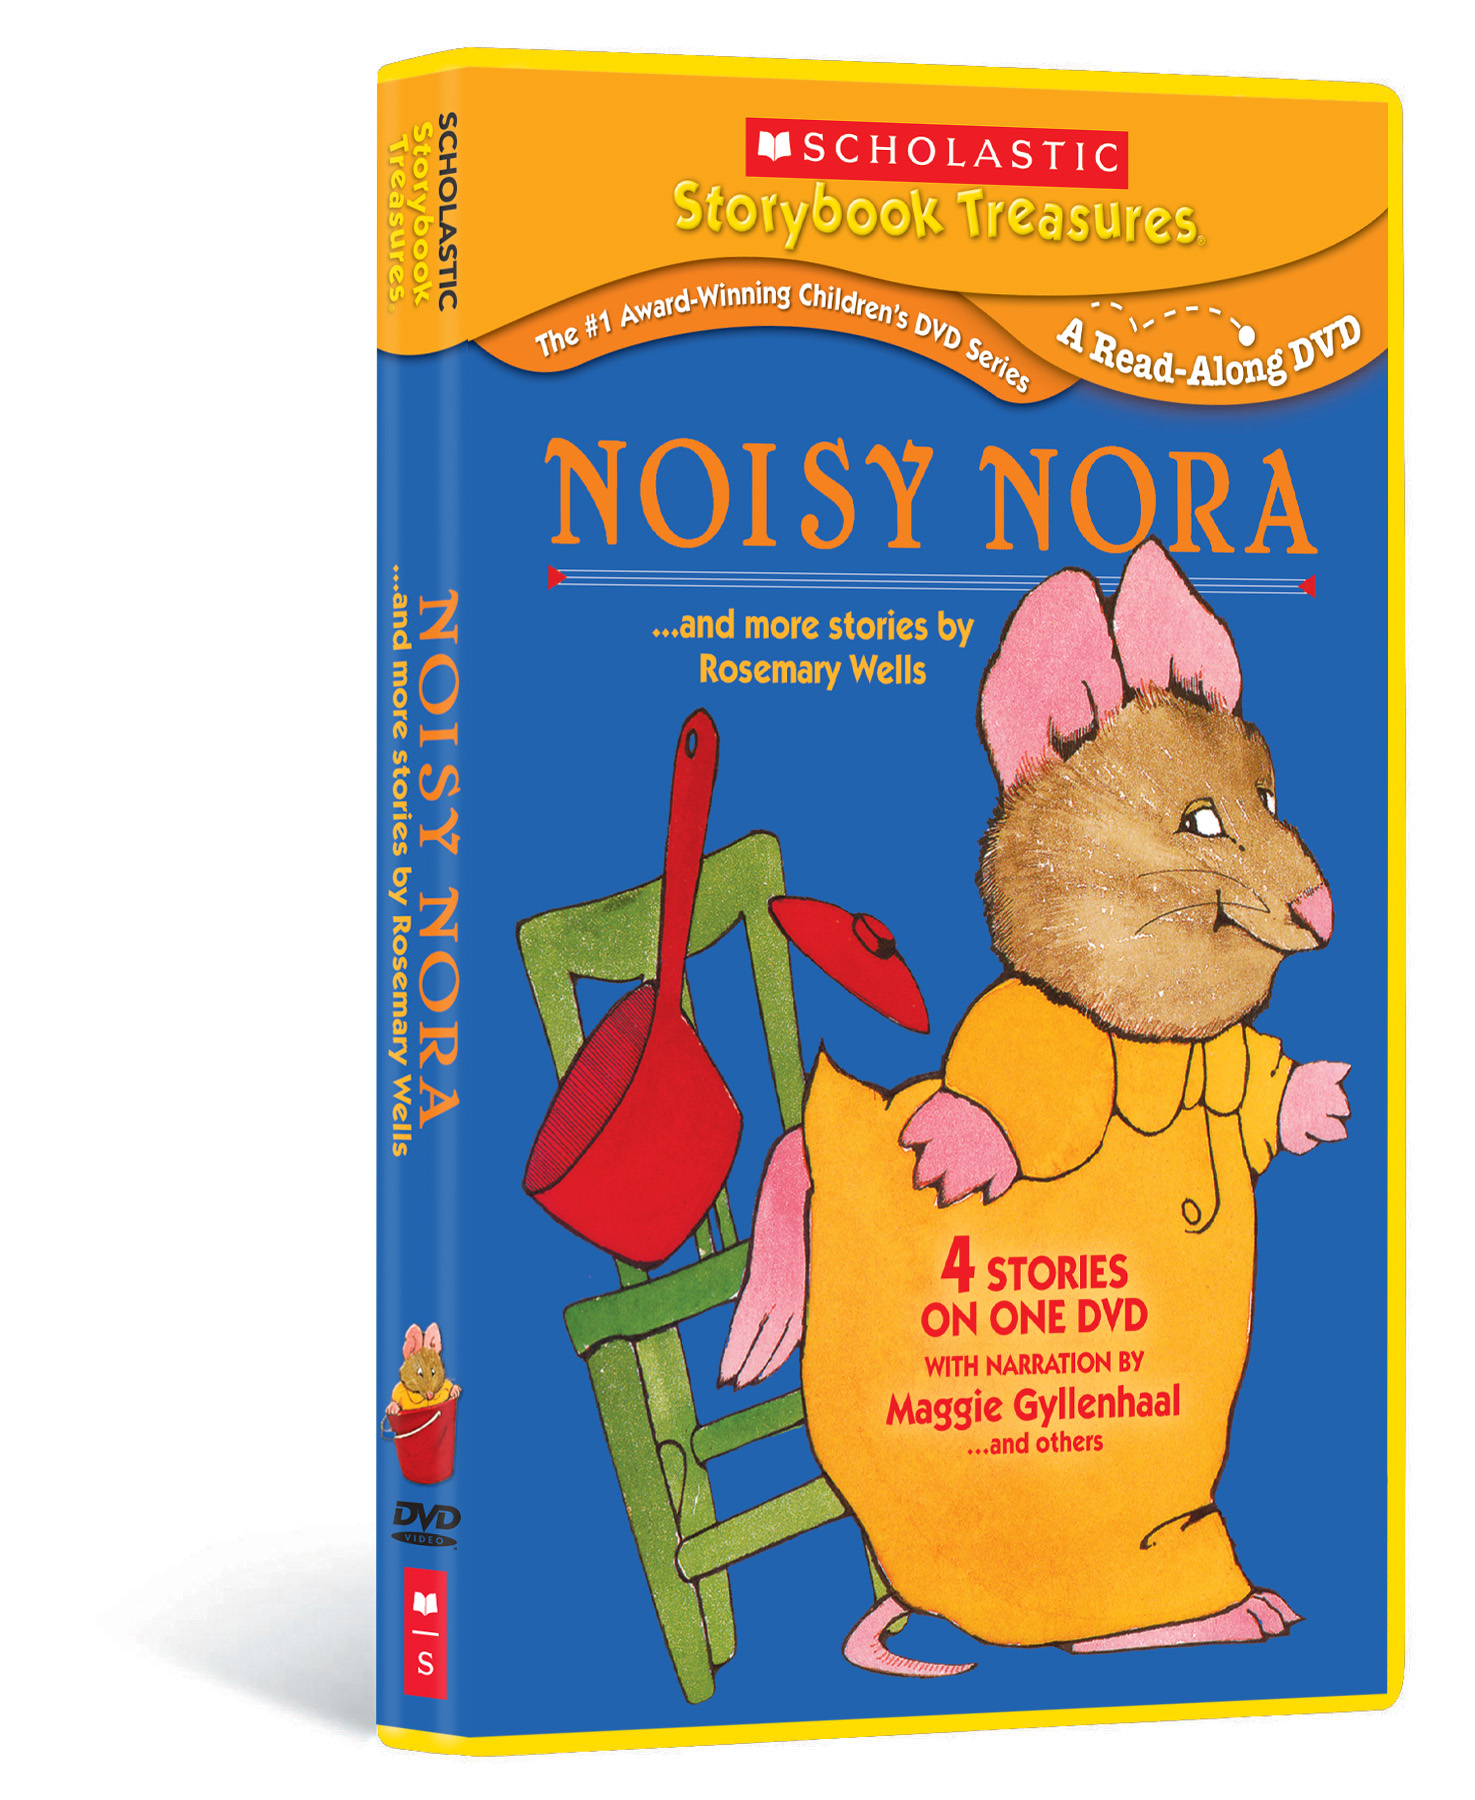 SCHOLASTIC
Storybook Treasures®
The #1 Award-Winning Children's DVD Series
A Read-Along DVD
NOISY NORA
...and more stories by
Rosemary Wells
4 STORIES
ON ONE DVD
WITH NARRATION BY
Maggie Gyllenhaal
...and others
SCHOLASTIC
Storybook
Treasures.
NOISY NORA
...and more stories by Rosemary Wells
DVD
VIDEO
S